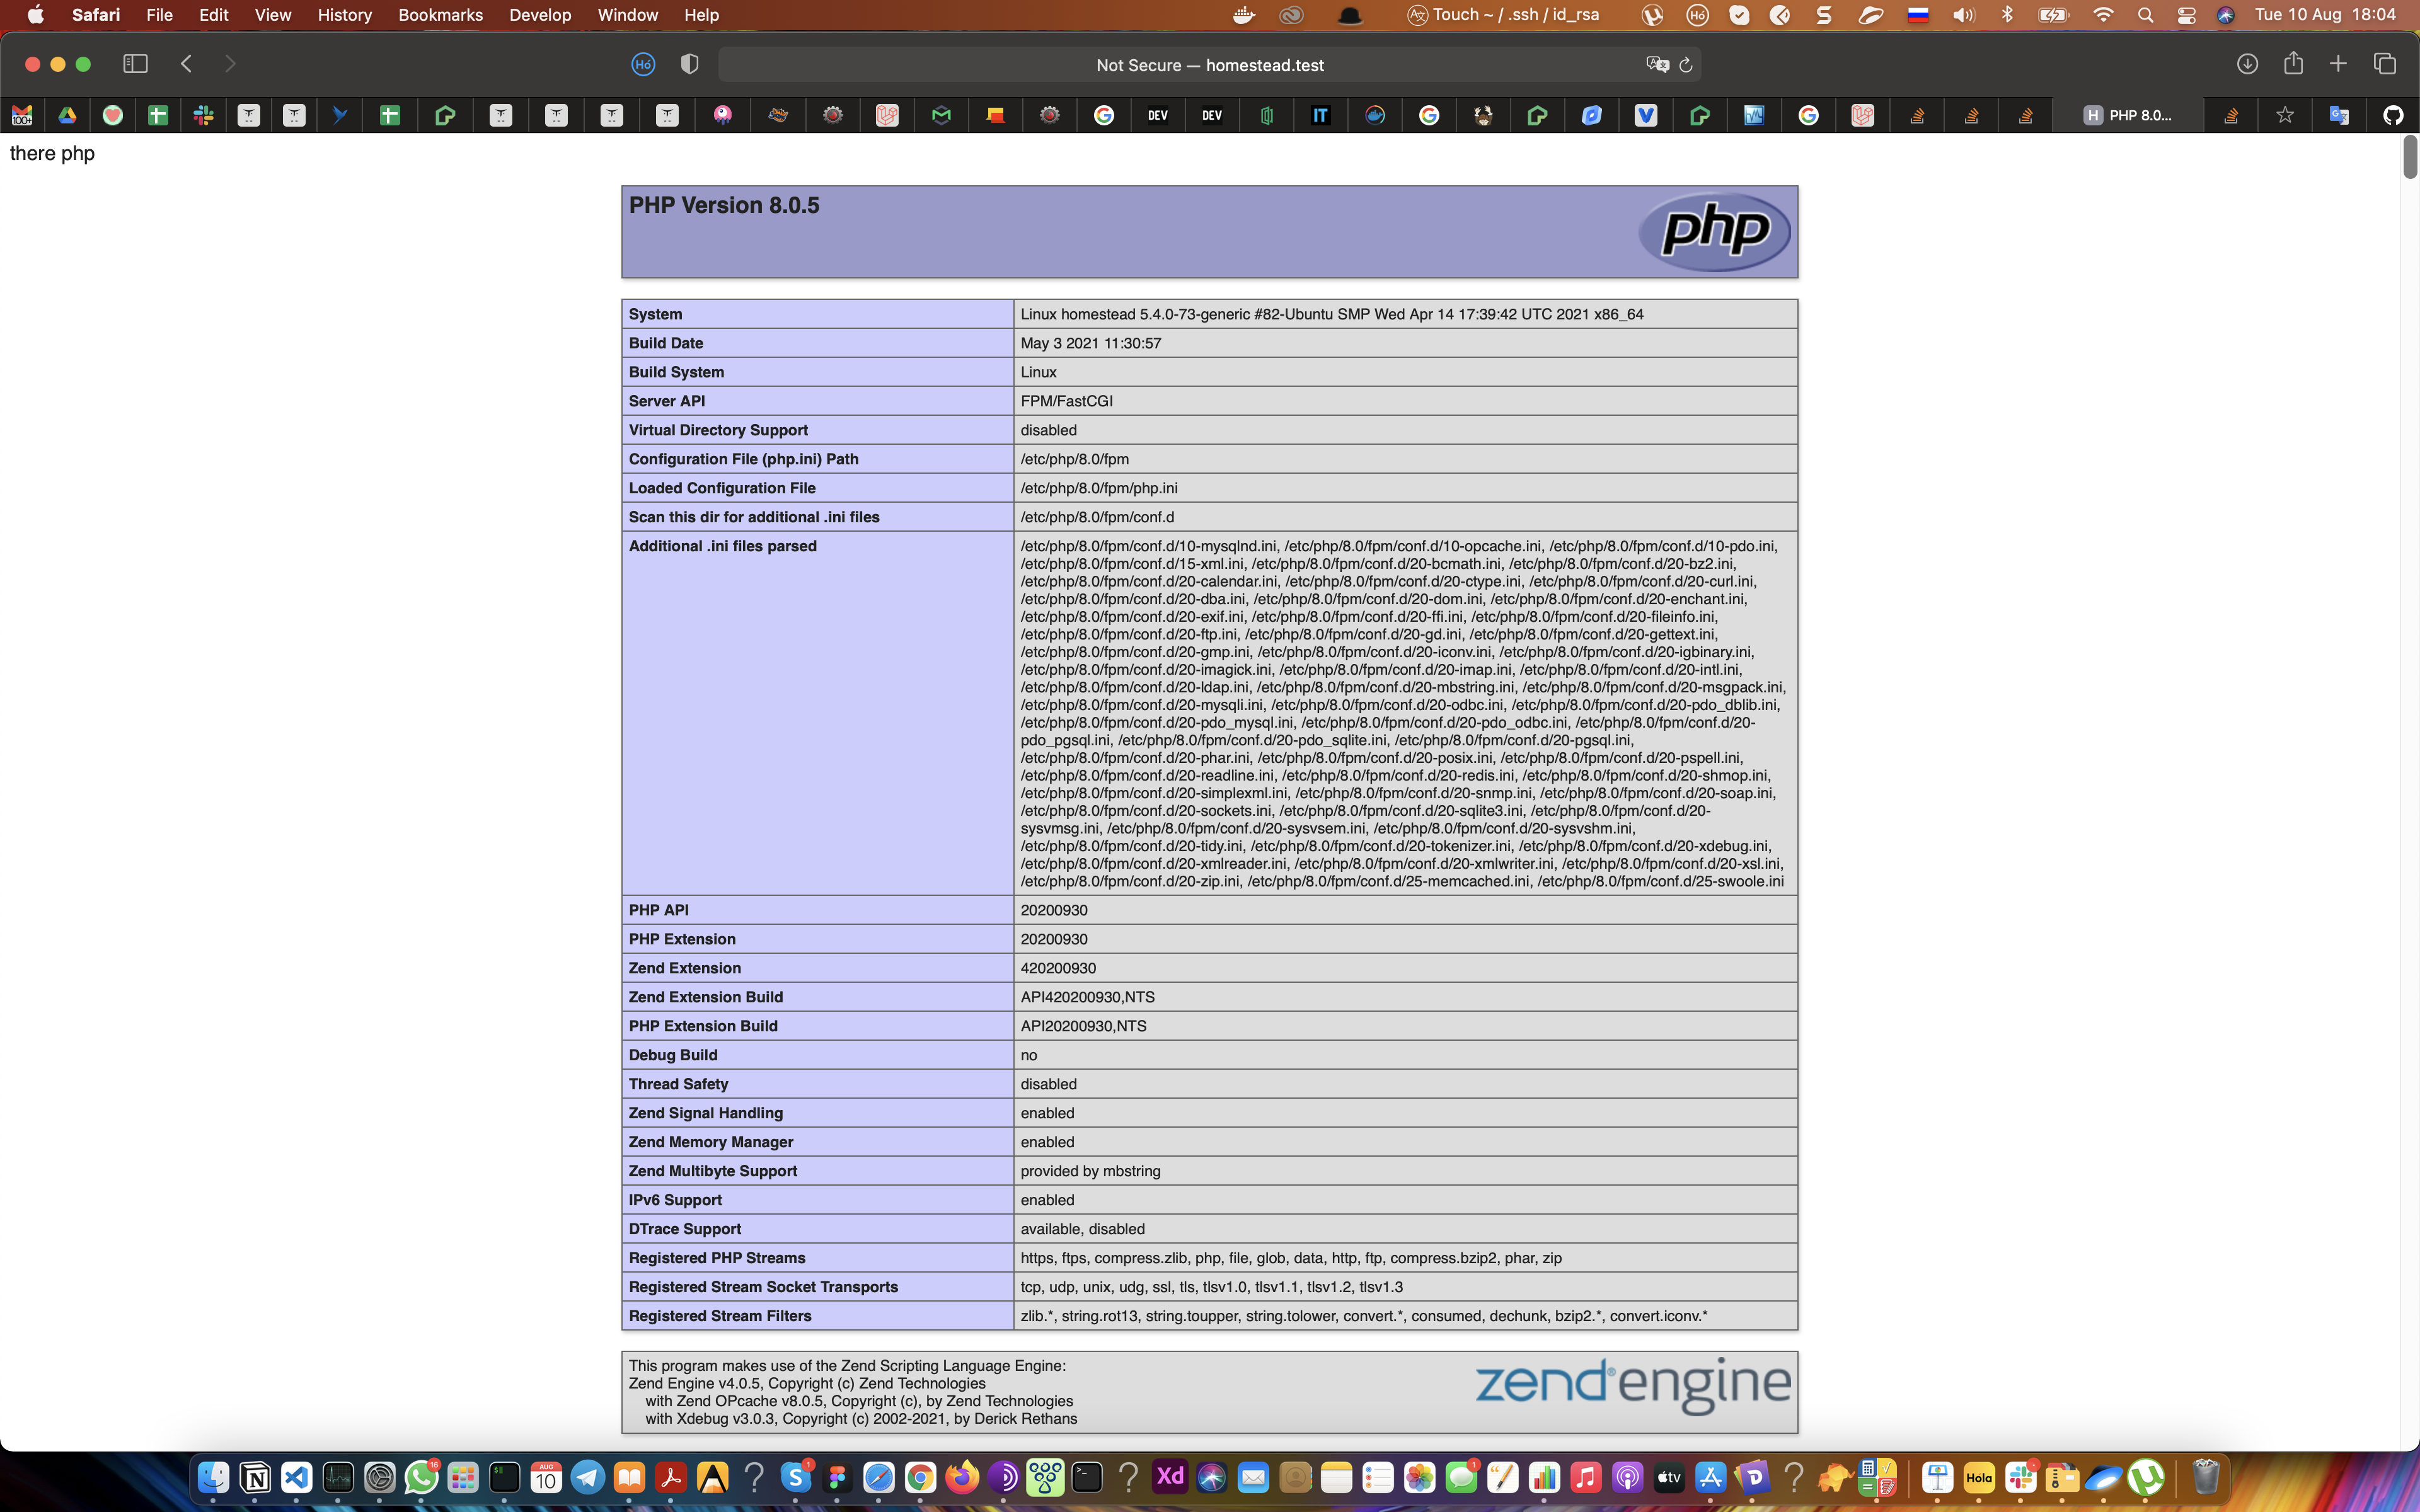 Safari File Edit View History Bookmarks Develop Window Help Touch ~ / .ssh / id_rsa Tue 10 Aug 18:04
Not Secure — homestead.test
DEV DEV IT H PHP 8.0...
there php
PHP Version 8.0.5
php
System Linux homestead 5.4.0-73-generic #82-Ubuntu SMP Wed Apr 14 17:39:42 UTC 2021 x86_64
Build Date May 3 2021 11:30:57
Build System Linux
Server API FPM/FastCGI
Virtual Directory Support disabled
Configuration File (php.ini) Path /etc/php/8.0/fpm
Loaded Configuration File /etc/php/8.0/fpm/php.ini
Scan this dir for additional .ini files /etc/php/8.0/fpm/conf.d
Additional .ini files parsed /etc/php/8.0/fpm/conf.d/10-mysqlnd.ini, /etc/php/8.0/fpm/conf.d/10-opcache.ini, /etc/php/8.0/fpm/conf.d/10-pdo.ini,
/etc/php/8.0/fpm/conf.d/15-xml.ini, /etc/php/8.0/fpm/conf.d/20-bcmath.ini, /etc/php/8.0/fpm/conf.d/20-bz2.ini,
/etc/php/8.0/fpm/conf.d/20-calendar.ini, /etc/php/8.0/fpm/conf.d/20-ctype.ini, /etc/php/8.0/fpm/conf.d/20-curl.ini,
/etc/php/8.0/fpm/conf.d/20-dba.ini, /etc/php/8.0/fpm/conf.d/20-dom.ini, /etc/php/8.0/fpm/conf.d/20-enchant.ini,
/etc/php/8.0/fpm/conf.d/20-exif.ini, /etc/php/8.0/fpm/conf.d/20-ffi.ini, /etc/php/8.0/fpm/conf.d/20-fileinfo.ini,
/etc/php/8.0/fpm/conf.d/20-ftp.ini, /etc/php/8.0/fpm/conf.d/20-gd.ini, /etc/php/8.0/fpm/conf.d/20-gettext.ini,
/etc/php/8.0/fpm/conf.d/20-gmp.ini, /etc/php/8.0/fpm/conf.d/20-iconv.ini, /etc/php/8.0/fpm/conf.d/20-igbinary.ini,
/etc/php/8.0/fpm/conf.d/20-imagick.ini, /etc/php/8.0/fpm/conf.d/20-imap.ini, /etc/php/8.0/fpm/conf.d/20-intl.ini,
/etc/php/8.0/fpm/conf.d/20-ldap.ini, /etc/php/8.0/fpm/conf.d/20-mbstring.ini, /etc/php/8.0/fpm/conf.d/20-msgpack.ini,
/etc/php/8.0/fpm/conf.d/20-mysqli.ini, /etc/php/8.0/fpm/conf.d/20-odbc.ini, /etc/php/8.0/fpm/conf.d/20-pdo_dblib.ini,
/etc/php/8.0/fpm/conf.d/20-pdo_mysql.ini, /etc/php/8.0/fpm/conf.d/20-pdo_odbc.ini, /etc/php/8.0/fpm/conf.d/20-
pdo_pgsql.ini, /etc/php/8.0/fpm/conf.d/20-pdo_sqlite.ini, /etc/php/8.0/fpm/conf.d/20-pgsql.ini,
/etc/php/8.0/fpm/conf.d/20-phar.ini, /etc/php/8.0/fpm/conf.d/20-posix.ini, /etc/php/8.0/fpm/conf.d/20-pspell.ini,
/etc/php/8.0/fpm/conf.d/20-readline.ini, /etc/php/8.0/fpm/conf.d/20-redis.ini, /etc/php/8.0/fpm/conf.d/20-shmop.ini,
/etc/php/8.0/fpm/conf.d/20-simplexml.ini, /etc/php/8.0/fpm/conf.d/20-snmp.ini, /etc/php/8.0/fpm/conf.d/20-soap.ini,
/etc/php/8.0/fpm/conf.d/20-sockets.ini, /etc/php/8.0/fpm/conf.d/20-sqlite3.ini, /etc/php/8.0/fpm/conf.d/20-
sysvmsg.ini, /etc/php/8.0/fpm/conf.d/20-sysvsem.ini, /etc/php/8.0/fpm/conf.d/20-sysvshm.ini,
/etc/php/8.0/fpm/conf.d/20-tidy.ini, /etc/php/8.0/fpm/conf.d/20-tokenizer.ini, /etc/php/8.0/fpm/conf.d/20-xdebug.ini,
/etc/php/8.0/fpm/conf.d/20-xmlreader.ini, /etc/php/8.0/fpm/conf.d/20-xmlwriter.ini, /etc/php/8.0/fpm/conf.d/20-xsl.ini,
/etc/php/8.0/fpm/conf.d/20-zip.ini, /etc/php/8.0/fpm/conf.d/25-memcached.ini, /etc/php/8.0/fpm/conf.d/25-swoole.ini
PHP API 20200930
PHP Extension 20200930
Zend Extension 420200930
Zend Extension Build API420200930,NTS
PHP Extension Build API20200930,NTS
Debug Build no
Thread Safety disabled
Zend Signal Handling enabled
Zend Memory Manager enabled
Zend Multibyte Support provided by mbstring
IPv6 Support enabled
DTrace Support available, disabled
Registered PHP Streams https, ftps, compress.zlib, php, file, glob, data, http, ftp, compress.bzip2, phar, zip
Registered Stream Socket Transports tcp, udp, unix, udg, ssl, tls, tlsv1.0, tlsv1.1, tlsv1.2, tlsv1.3
Registered Stream Filters zlib.*, string.rot13, string.toupper, string.tolower, convert.*, consumed, dechunk, bzip2.*, convert.iconv.*
This program makes use of the Zend Scripting Language Engine:
Zend Engine v4.0.5, Copyright (c) Zend Technologies
with Zend OPcache v8.0.5, Copyright (c), by Zend Technologies
with Xdebug v3.0.3, Copyright (c) 2002-2021, by Derick Rethans
zend®engine
16 AUG 10 1 Xd 1 tv Hola